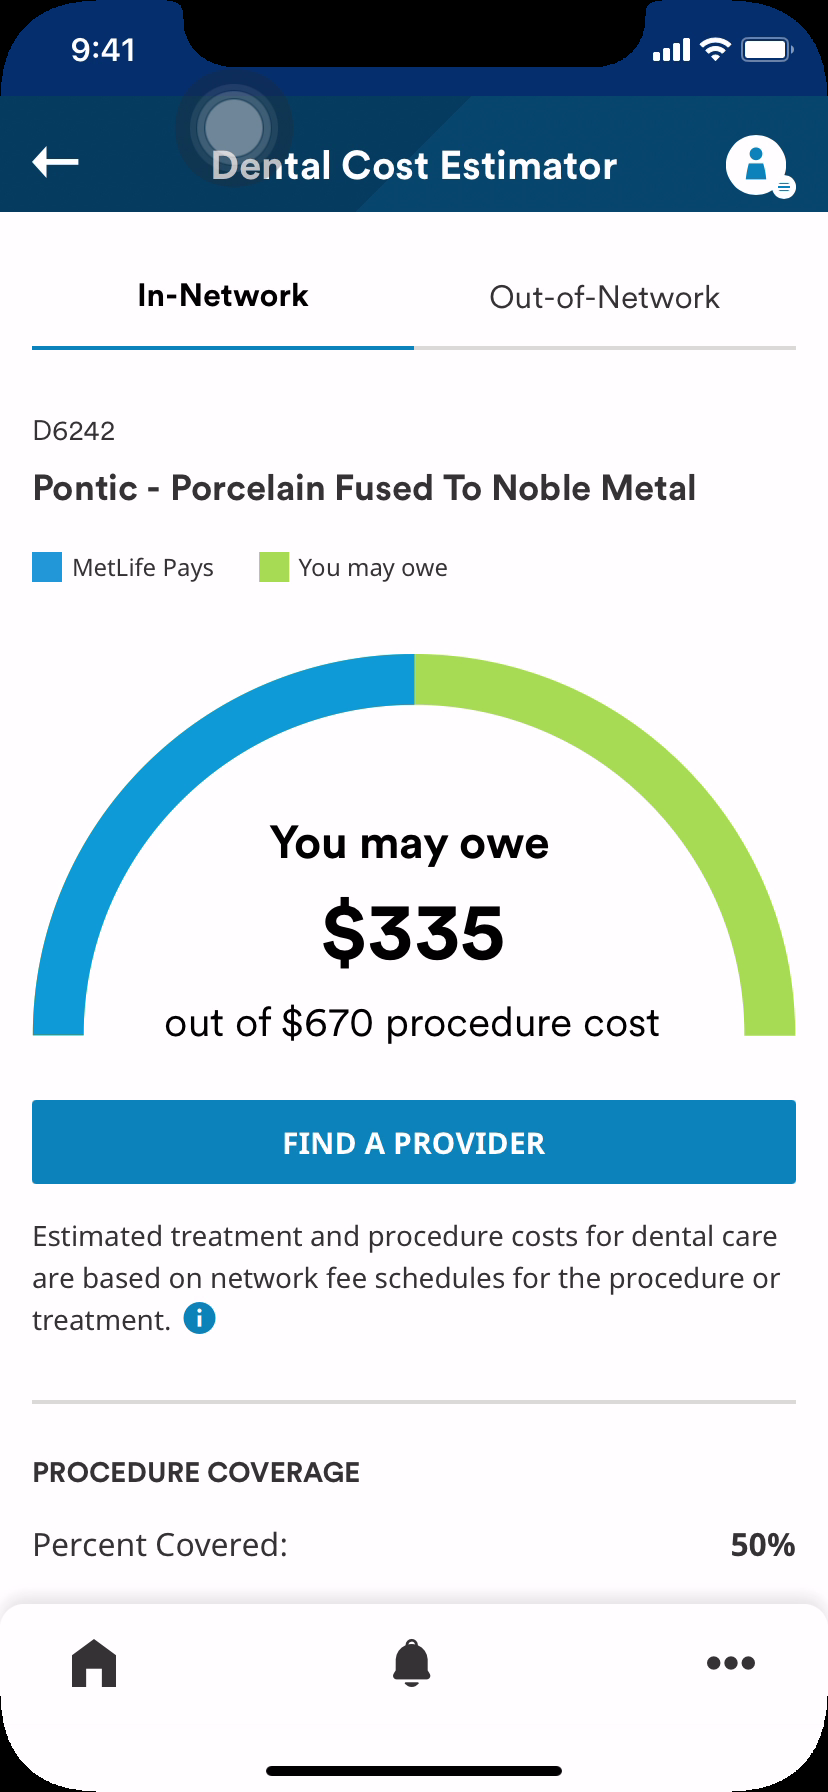 9:41
Dental Cost Estimator
In-Network
Out-of-Network
D6242
Pontic - Porcelain Fused To Noble Metal
MetLife Pays
You may owe
You may owe
$335
out of $670 procedure cost
FIND A PROVIDER
Estimated treatment and procedure costs for dental care
are based on network fee schedules for the procedure or
treatment.
PROCEDURE COVERAGE
Percent Covered: 50%